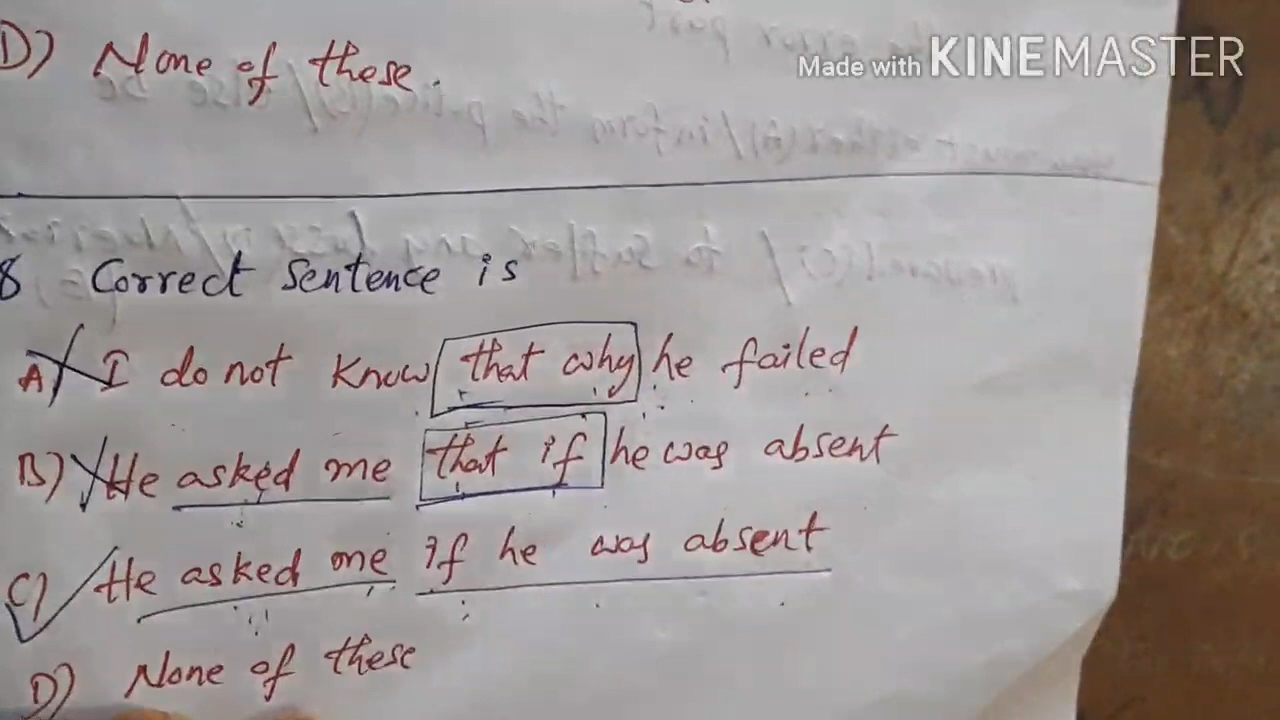 D) None of these.
Made with KINEMASTER
8 Correct Sentence is
A) I do not know that why he failed
B) He asked me that if he was absent
C) He asked me if he was absent
D) None of these